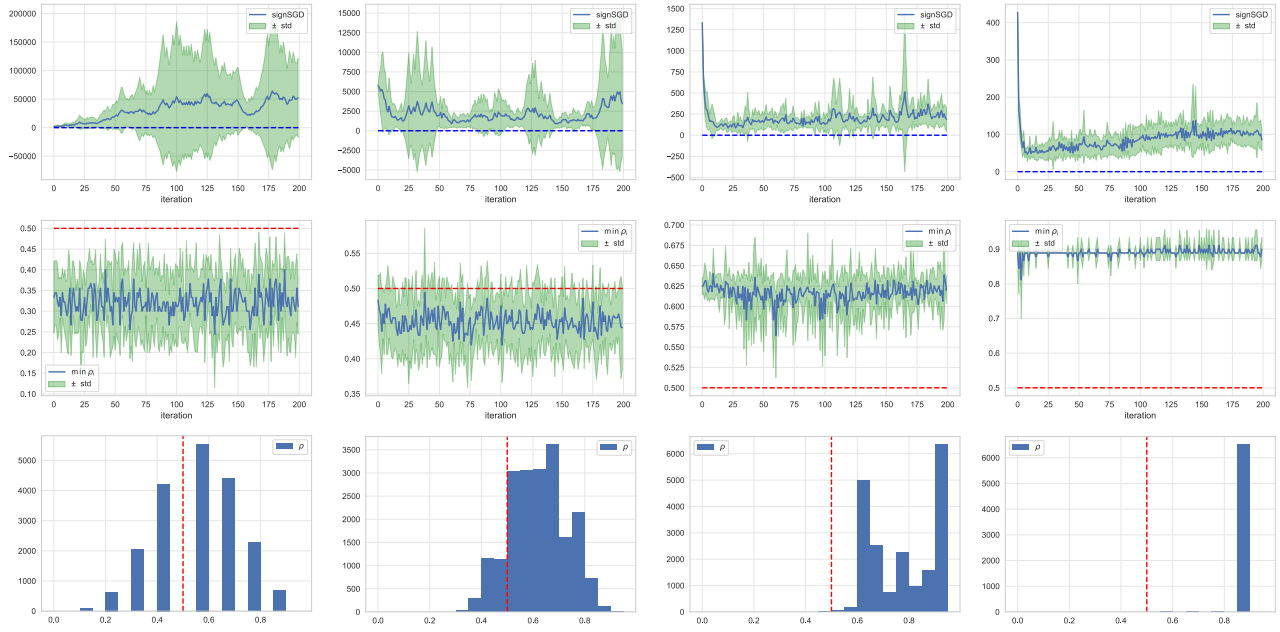 signSGD
± std
200000
150000
100000
50000
0
−50000
0 25 50 75 100 125 150 175 200
iteration
signSGD
± std
15000
12500
10000
7500
5000
2500
0
−2500
−5000
0 25 50 75 100 125 150 175 200
iteration
signSGD
± std
1500
1250
1000
750
500
250
0
−250
−500
0 25 50 75 100 125 150 175 200
iteration
signSGD
± std
400
300
200
100
0
0 25 50 75 100 125 150 175 200
iteration
0.50
0.45
0.40
0.35
0.30
0.25
0.20
0.15
0.10
min ρᵢ
± std
0 25 50 75 100 125 150 175 200
iteration
min ρᵢ
± std
0.55
0.50
0.45
0.40
0.35
0 25 50 75 100 125 150 175 200
iteration
min ρᵢ
± std
0.700
0.675
0.650
0.625
0.600
0.575
0.550
0.525
0.500
0 25 50 75 100 125 150 175 200
iteration
min ρᵢ
± std
0.9
0.8
0.7
0.6
0.5
0 25 50 75 100 125 150 175 200
iteration
ρ
5000
4000
3000
2000
1000
0
0.0 0.2 0.4 0.6 0.8
ρ
3500
3000
2500
2000
1500
1000
500
0
0.0 0.2 0.4 0.6 0.8
ρ
6000
5000
4000
3000
2000
1000
0
0.0 0.2 0.4 0.6 0.8
ρ
6000
5000
4000
3000
2000
1000
0
0.0 0.2 0.4 0.6 0.8